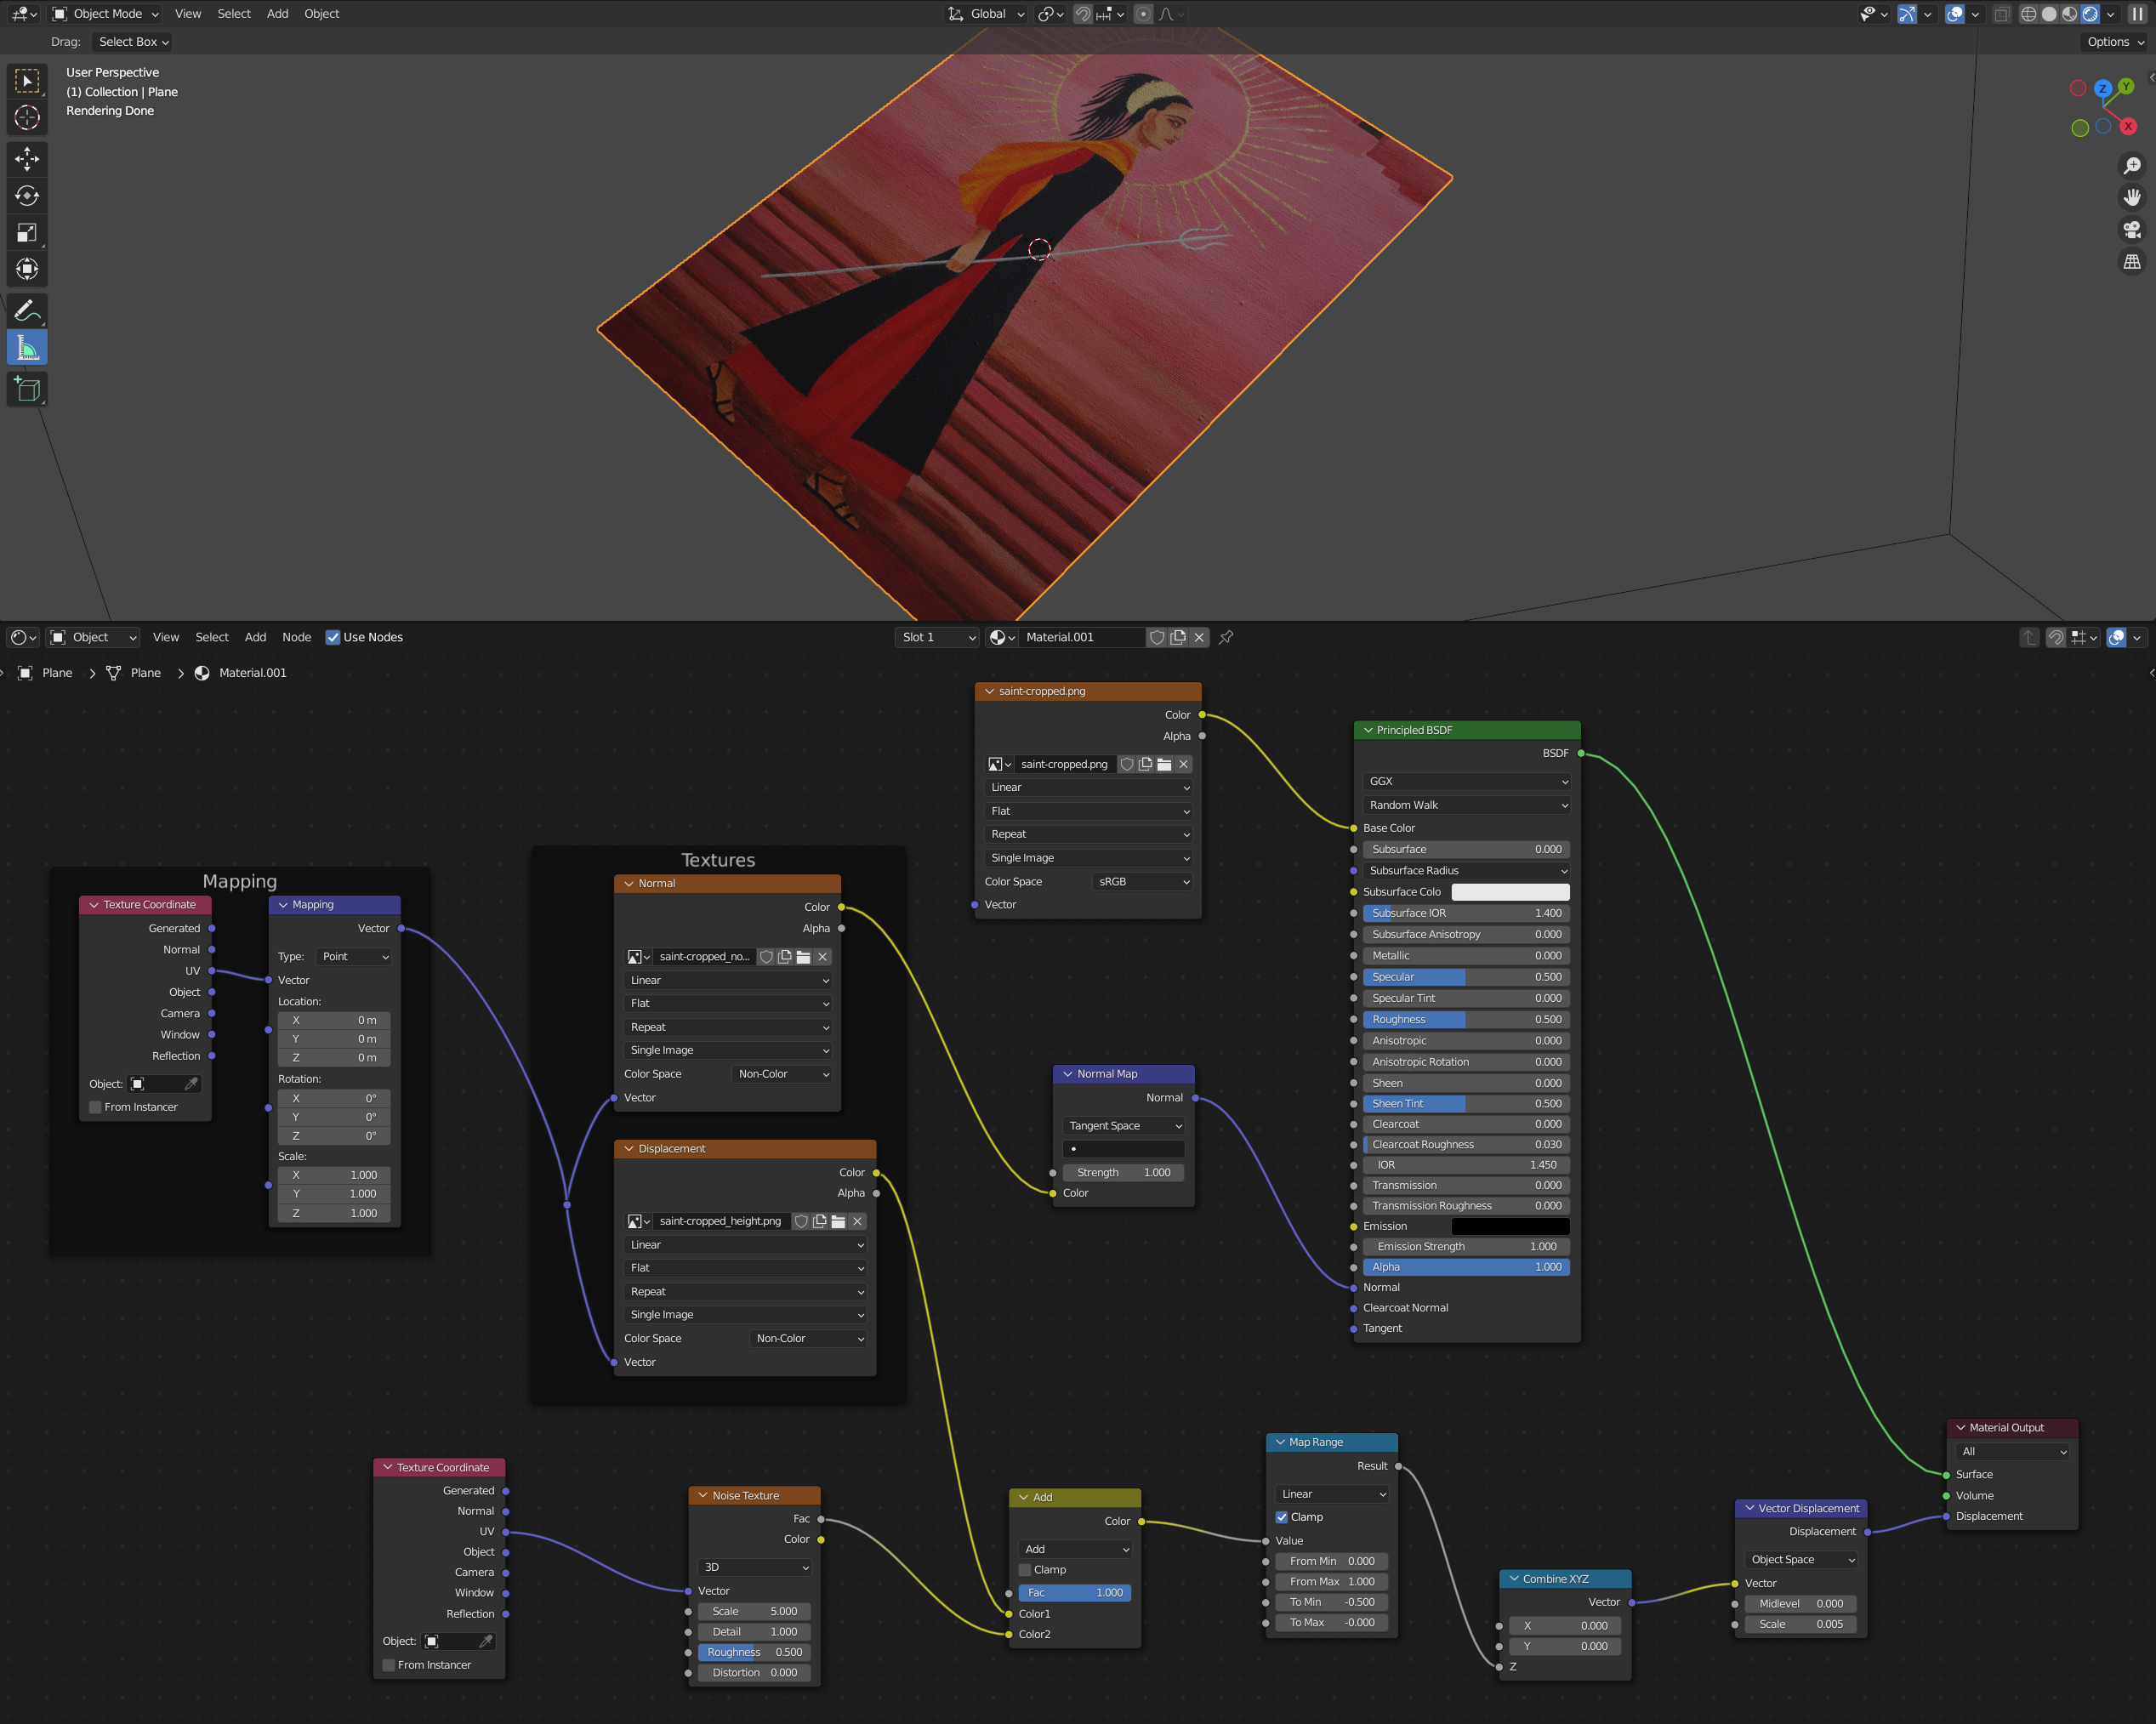 Object Mode View Select Add Object Global
Drag: Select Box Options
User Perspective
(1) Collection | Plane
Rendering Done
Z Y X
Object View Select Add Node Use Nodes Slot 1 Material.001
Plane Plane Material.001
saint-cropped.png
Color
Alpha
saint-cropped.png
Linear
Flat
Repeat
Single Image
Color Space sRGB
Vector
Principled BSDF
BSDF
GGX
Random Walk
Base Color
Subsurface 0.000
Subsurface Radius
Subsurface Colo
Subsurface IOR 1.400
Subsurface Anisotropy 0.000
Metallic 0.000
Specular 0.500
Specular Tint 0.000
Roughness 0.500
Anisotropic 0.000
Anisotropic Rotation 0.000
Sheen 0.000
Sheen Tint 0.500
Clearcoat 0.000
Clearcoat Roughness 0.030
IOR 1.450
Transmission 0.000
Transmission Roughness 0.000
Emission
Emission Strength 1.000
Alpha 1.000
Normal
Clearcoat Normal
Tangent
Mapping
Texture Coordinate
Generated
Normal
UV
Object
Camera
Window
Reflection
Object:
From Instancer
Mapping
Vector
Type: Point
Vector
Location:
X 0 m
Y 0 m
Z 0 m
Rotation:
X 0°
Y 0°
Z 0°
Scale:
X 1.000
Y 1.000
Z 1.000
Textures
Normal
Color
Alpha
saint-cropped_no...
Linear
Flat
Repeat
Single Image
Color Space Non-Color
Vector
Displacement
Color
Alpha
saint-cropped_height.png
Linear
Flat
Repeat
Single Image
Color Space Non-Color
Vector
Normal Map
Normal
Tangent Space
Strength 1.000
Color
Texture Coordinate
Generated
Normal
UV
Object
Camera
Window
Reflection
Object:
From Instancer
Noise Texture
Fac
Color
3D
Vector
Scale 5.000
Detail 1.000
Roughness 0.500
Distortion 0.000
Add
Color
Add
Clamp
Fac 1.000
Color1
Color2
Map Range
Result
Linear
Clamp
Value
From Min 0.000
From Max 1.000
To Min -0.500
To Max -0.000
Combine XYZ
Vector
X 0.000
Y 0.000
Z
Vector Displacement
Displacement
Object Space
Vector
Midlevel 0.000
Scale 0.005
Material Output
All
Surface
Volume
Displacement